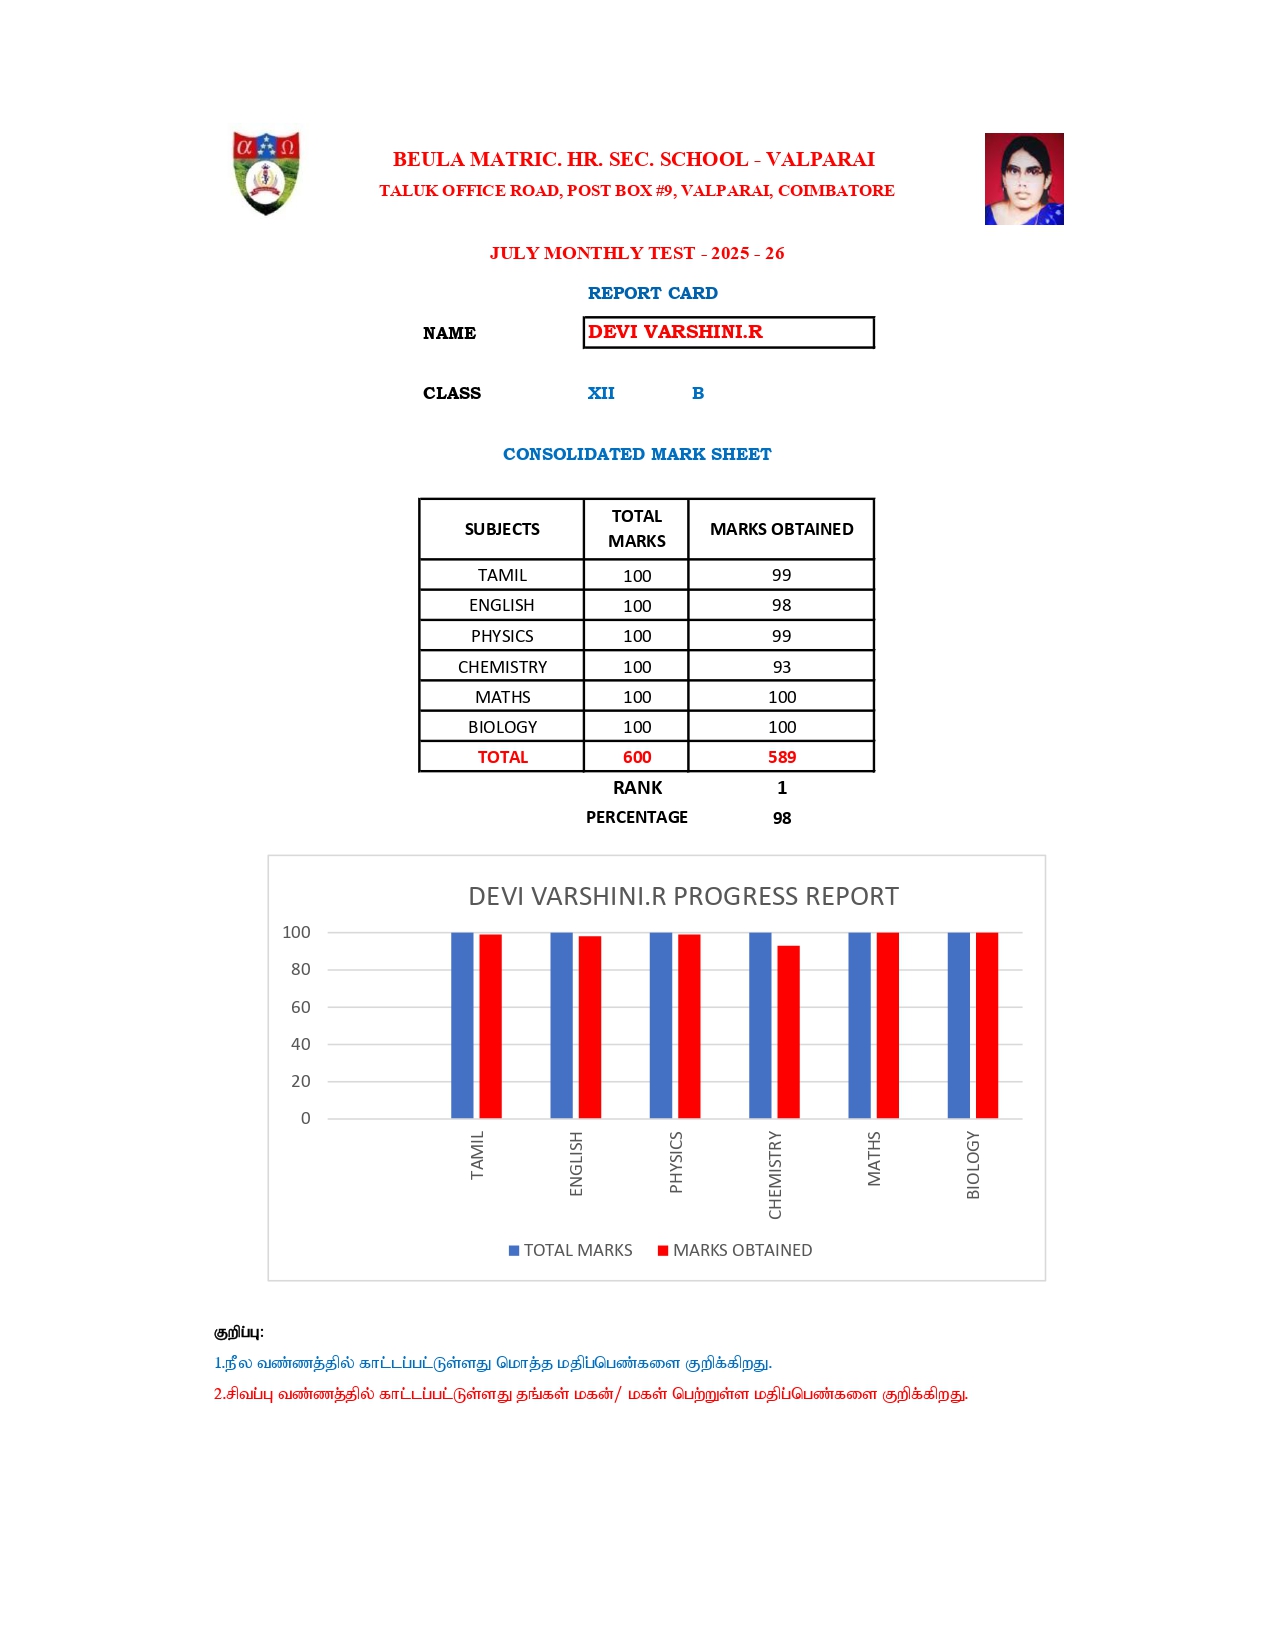 α Ω
BEULA MATRIC. HR. SEC. SCHOOL - VALPARAI
TALUK OFFICE ROAD, POST BOX #9, VALPARAI, COIMBATORE
JULY MONTHLY TEST - 2025 - 26
REPORT CARD
NAME DEVI VARSHINI.R
CLASS XII B
CONSOLIDATED MARK SHEET
SUBJECTS TOTAL MARKS MARKS OBTAINED
TAMIL 100 99
ENGLISH 100 98
PHYSICS 100 99
CHEMISTRY 100 93
MATHS 100 100
BIOLOGY 100 100
TOTAL 600 589
RANK 1
PERCENTAGE 98
DEVI VARSHINI.R PROGRESS REPORT
100
80
60
40
20
0
TAMIL ENGLISH PHYSICS CHEMISTRY MATHS BIOLOGY
TOTAL MARKS MARKS OBTAINED
குறிப்பு:
1.நீல வண்ணத்தில் காட்டப்பட்டுள்ளது மொத்த மதிப்பெண்களை குறிக்கிறது.
2.சிவப்பு வண்ணத்தில் காட்டப்பட்டுள்ளது தங்கள் மகன்/ மகள் பெற்றுள்ள மதிப்பெண்களை குறிக்கிறது.